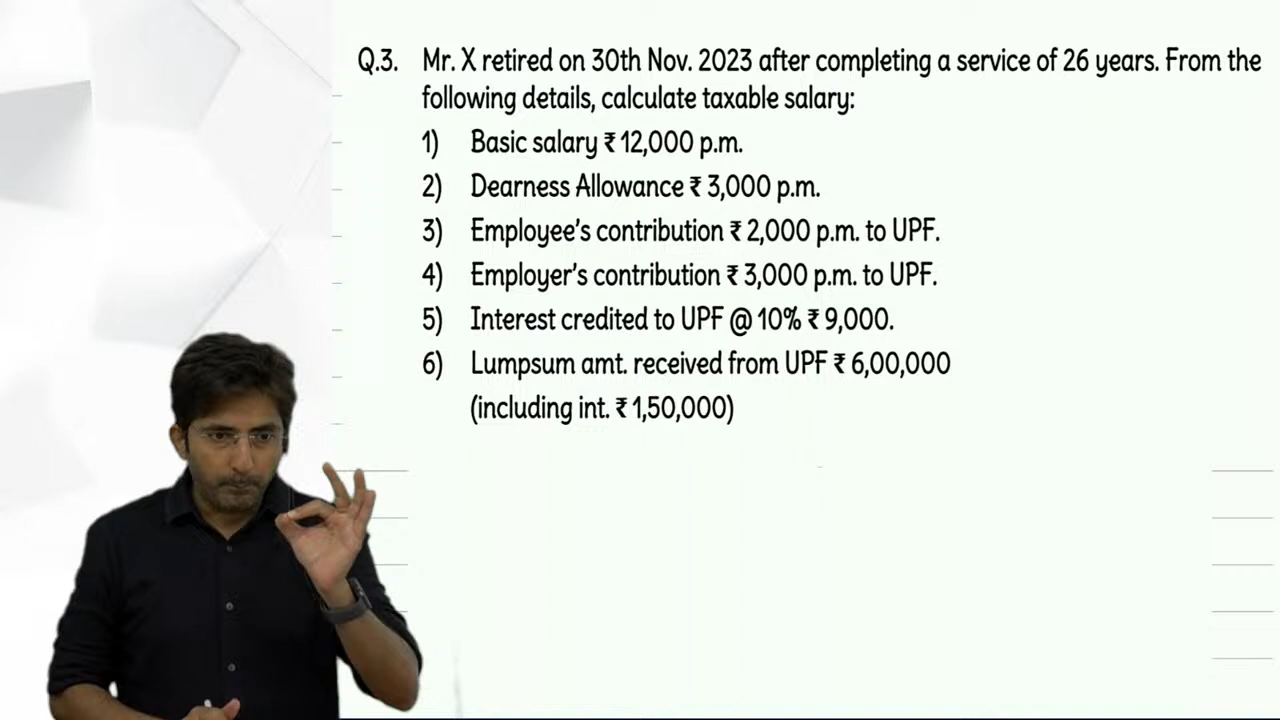 Q.3. Mr. X retired on 30th Nov. 2023 after completing a service of 26 years. From the
following details, calculate taxable salary:
1) Basic salary ₹ 12,000 p.m.
2) Dearness Allowance ₹ 3,000 p.m.
3) Employee's contribution ₹ 2,000 p.m. to UPF.
4) Employer's contribution ₹ 3,000 p.m. to UPF.
5) Interest credited to UPF @ 10% ₹ 9,000.
6) Lumpsum amt. received from UPF ₹ 6,00,000
(including int. ₹ 1,50,000)